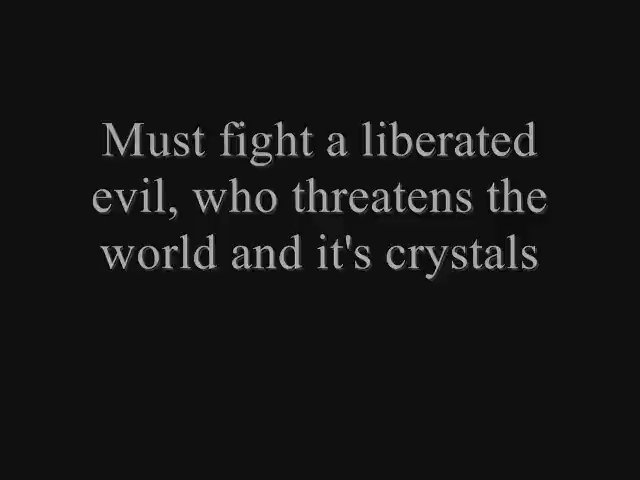 Must fight a liberated
evil, who threatens the
world and it's crystals